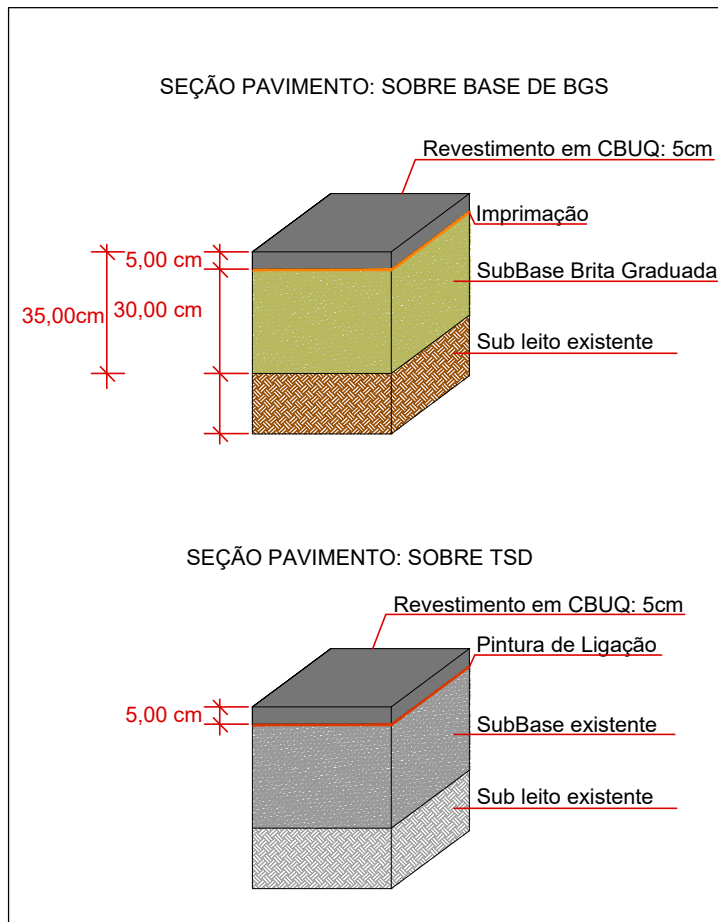 SEÇÃO PAVIMENTO: SOBRE BASE DE BGS
Revestimento em CBUQ: 5cm
Imprimação
5,00 cm
SubBase Brita Graduada
30,00 cm
35,00cm
Sub leito existente
SEÇÃO PAVIMENTO: SOBRE TSD
Revestimento em CBUQ: 5cm
Pintura de Ligação
5,00 cm
SubBase existente
Sub leito existente